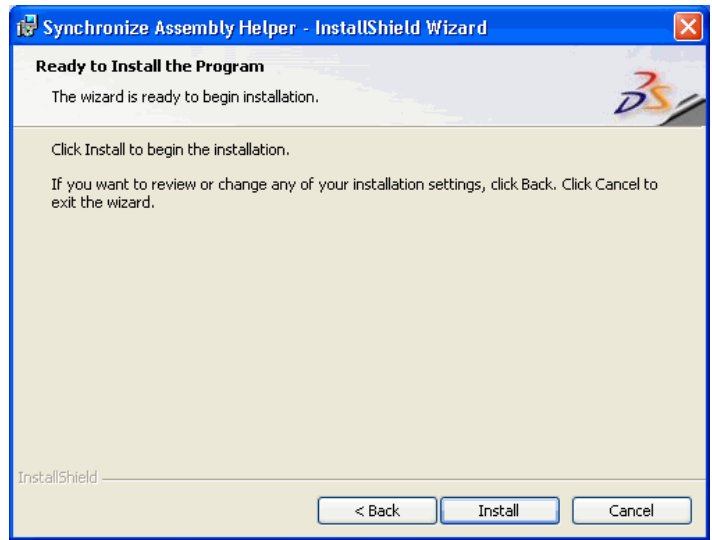 Synchronize Assembly Helper - InstallShield Wizard
Ready to Install the Program
The wizard is ready to begin installation.
Click Install to begin the installation.
If you want to review or change any of your installation settings, click Back. Click Cancel to
exit the wizard.
InstallShield
< Back Install Cancel